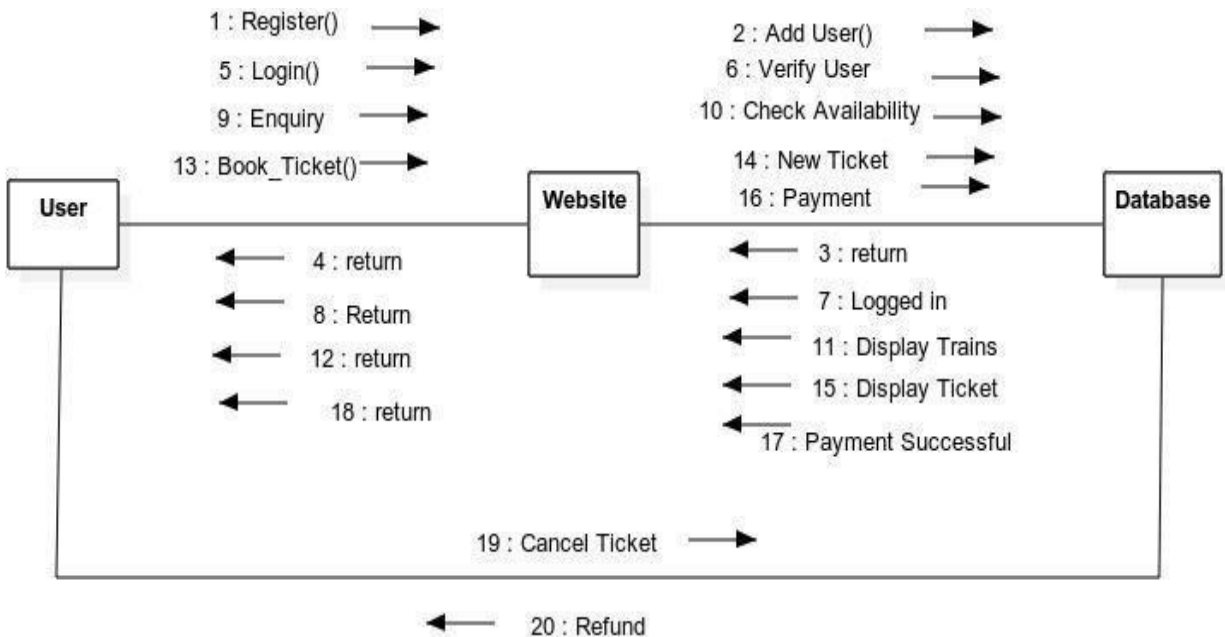 1 : Register()
2 : Add User()
5 : Login()
6 : Verify User
9 : Enquiry
10 : Check Availability
13 : Book_Ticket()
14 : New Ticket
16 : Payment
User
Website
Database
4 : return
3 : return
8 : Return
7 : Logged in
12 : return
11 : Display Trains
15 : Display Ticket
18 : return
17 : Payment Successful
19 : Cancel Ticket
20 : Refund